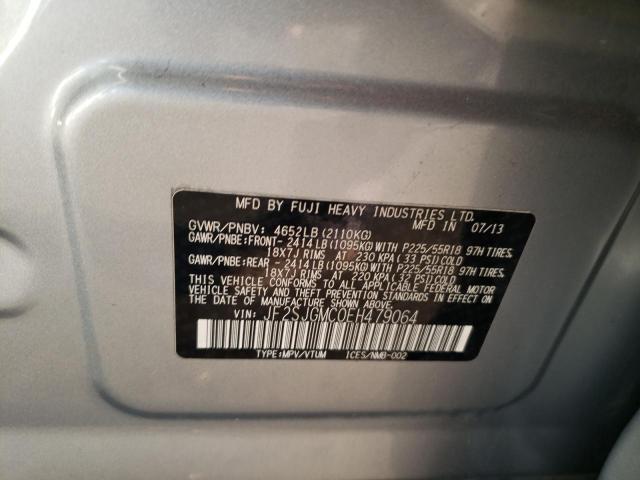 MFD BY FUJI HEAVY INDUSTRIES LTD.
MFD IN 07/13
GVWR/PNBV: 4652LB(2110KG)
GAWR/PNBE:FRONT-2414LB(1095KG)WITH P225/55R18 97H TIRES,
18X7J RIMS AT 230 KPA(33 PSI)COLD
GAWR/PNBE:REAR -2414LB(1095KG)WITH P225/55R18 97H TIRES,
18X7J RIMS AT 220 KPA(32 PSI)COLD
THIS VEHICLE CONFORMS TO ALL APPLICABLE FEDERAL MOTOR
VEHICLE SAFETY AND THEFT PREVENTION STANDARDS IN EFFECT
ON THE DATE OF MANUFACTURE SHOWN ABOVE.
VIN: JF2SJGMC0EH479064
TYPE:MPV/VTUM ICES/NMB-002